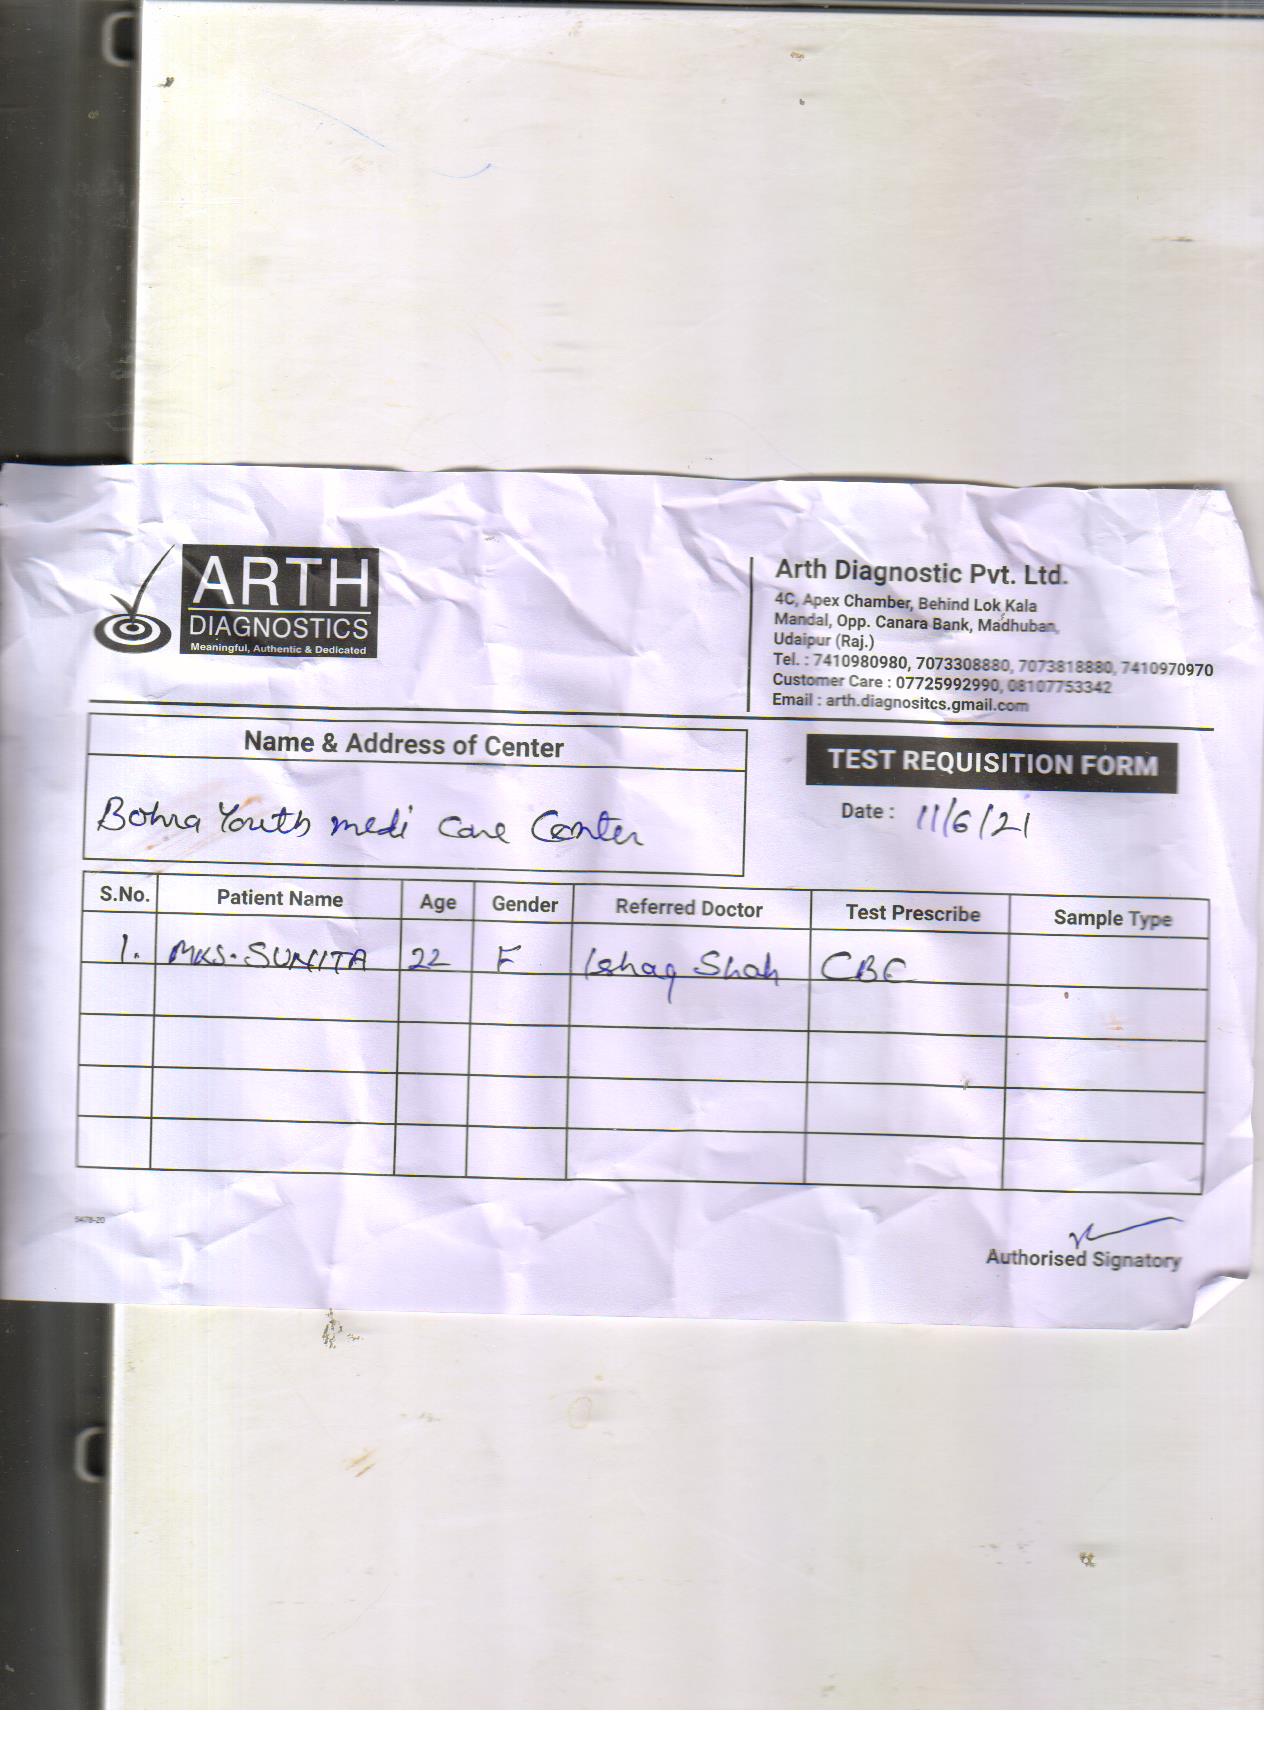 ARTH
DIAGNOSTICS
Meaningful, Authentic & Dedicated
Arth Diagnostic Pvt. Ltd.
4C, Apex Chamber, Behind Lok Kala
Mandal, Opp. Canara Bank, Madhuban,
Udaipur (Raj.)
Tel. : 7410980980, 7073308880, 7073818880, 7410970970
Customer Care : 07725992990, 08107753342
Email : arth.diagnositcs.gmail.com
Name & Address of Center
Bohra Youth medi Care Center
TEST REQUISITION FORM
Date : 11/6/21
S.No. Patient Name Age Gender Referred Doctor Test Prescribe Sample Type
1. MRS. SUNITA 22 F Ishaq Shah CBC
5478-20
Authorised Signatory